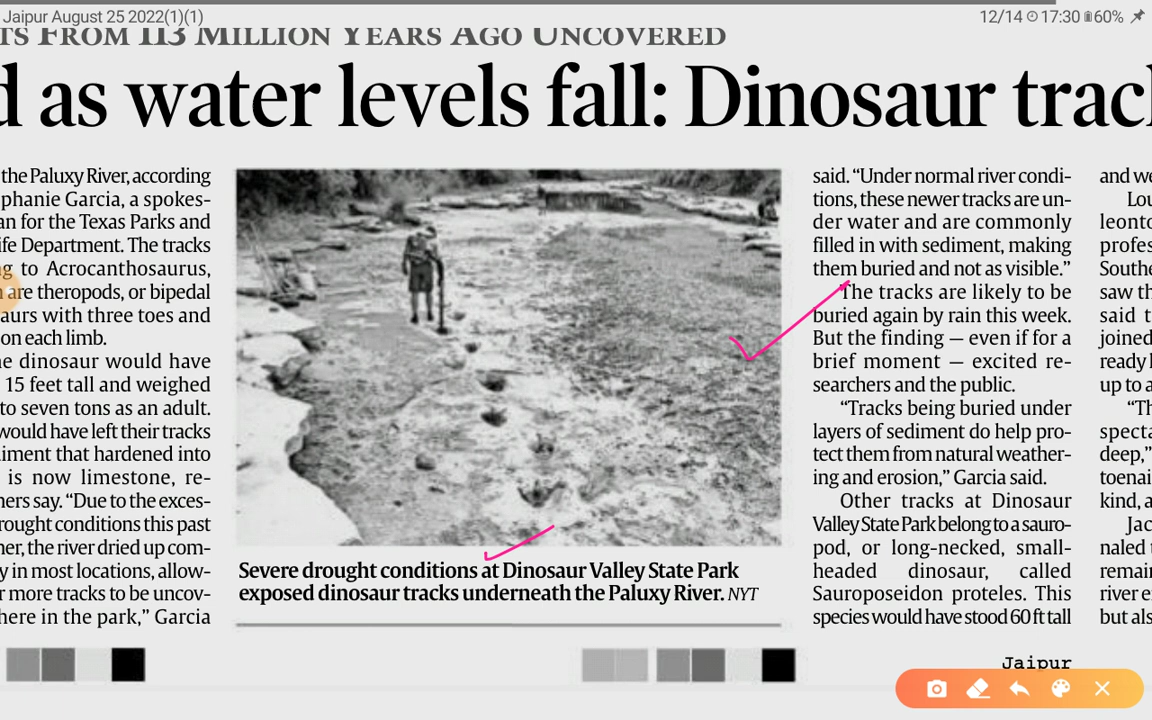 Jaipur August 25 2022(1)(1)
12/14 17:30 60%
TS FROM 113 MILLION YEARS AGO UNCOVERED
d as water levels fall: Dinosaur trac
the Paluxy River, according
phanie Garcia, a spokes-
an for the Texas Parks and
ife Department. The tracks
ng to Acrocanthosaurus,
are theropods, or bipedal
aurs with three toes and
on each limb.
ne dinosaur would have
15 feet tall and weighed
to seven tons as an adult.
would have left their tracks
diment that hardened into
is now limestone, re-
hers say. “Due to the exces-
rought conditions this past
ner, the river dried up com-
y in most locations, allow-
r more tracks to be uncov-
here in the park,” Garcia
Severe drought conditions at Dinosaur Valley State Park
exposed dinosaur tracks underneath the Paluxy River. NYT
said. “Under normal river condi-
tions, these newer tracks are un-
der water and are commonly
filled in with sediment, making
them buried and not as visible.”
The tracks are likely to be
buried again by rain this week.
But the finding — even if for a
brief moment — excited re-
searchers and the public.
“Tracks being buried under
layers of sediment do help pro-
tect them from natural weather-
ing and erosion,” Garcia said.
Other tracks at Dinosaur
Valley State Park belong to a sauro-
pod, or long-necked, small-
headed dinosaur, called
Sauroposeidon proteles. This
species would have stood 60 ft tall
and we
Lou
leonto
profes
Southe
saw th
said t
joined
ready h
up to a
“Th
specta
deep,”
toenai
kind, a
Jac
naled t
remain
river e
but als
Jaipur